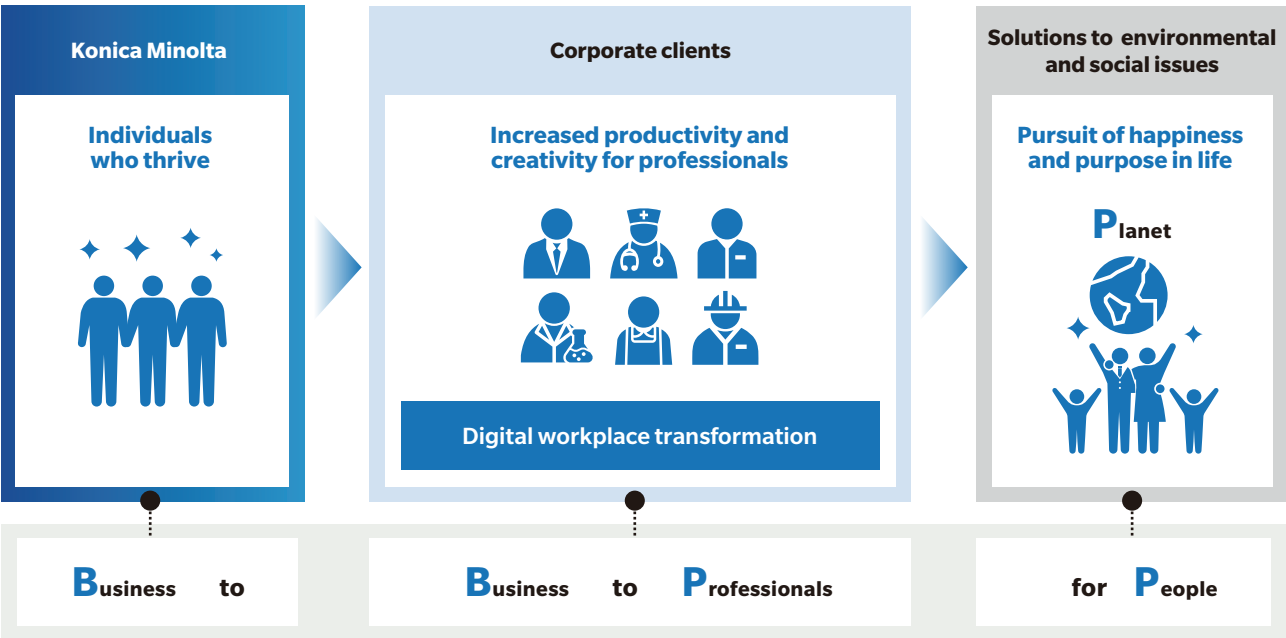 Konica Minolta
Individuals
who thrive
Corporate clients
Increased productivity and
creativity for professionals
Digital workplace transformation
Solutions to environmental
and social issues
Pursuit of happiness
and purpose in life
Planet
Business to
Business to Professionals
for People